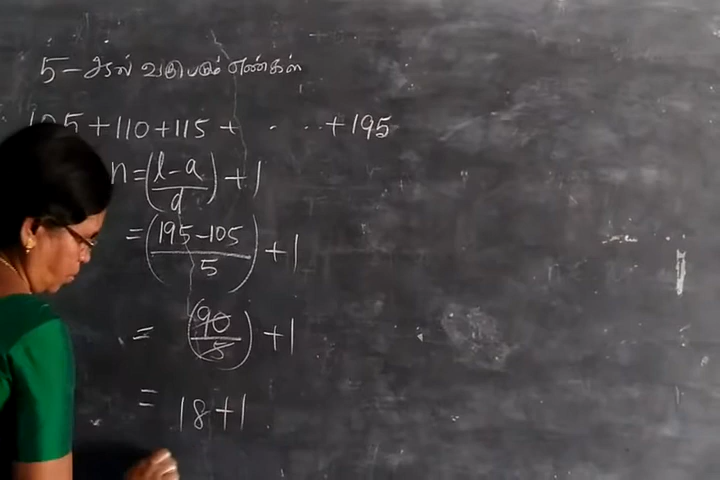 5 – ஆல் வகுபடும் எண்கள்
105 + 110 + 115 + . . . + 195
n = (l - a / d) + 1
= (195 - 105 / 5) + 1
= (90 / 5) + 1
= 18 + 1